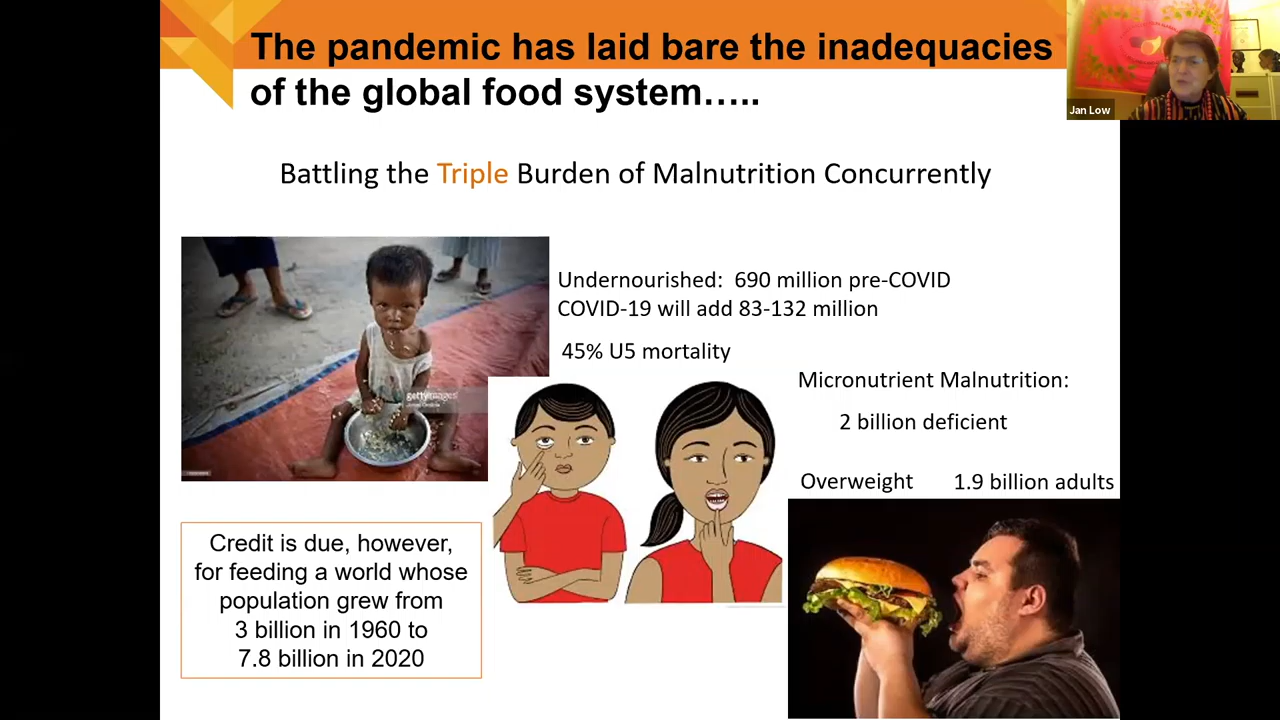 The pandemic has laid bare the inadequacies
of the global food system…..
Jan Low
Battling the Triple Burden of Malnutrition Concurrently
Undernourished: 690 million pre-COVID
COVID-19 will add 83-132 million
45% U5 mortality
gettyimages
Micronutrient Malnutrition:
2 billion deficient
Overweight 1.9 billion adults
Credit is due, however,
for feeding a world whose
population grew from
3 billion in 1960 to
7.8 billion in 2020